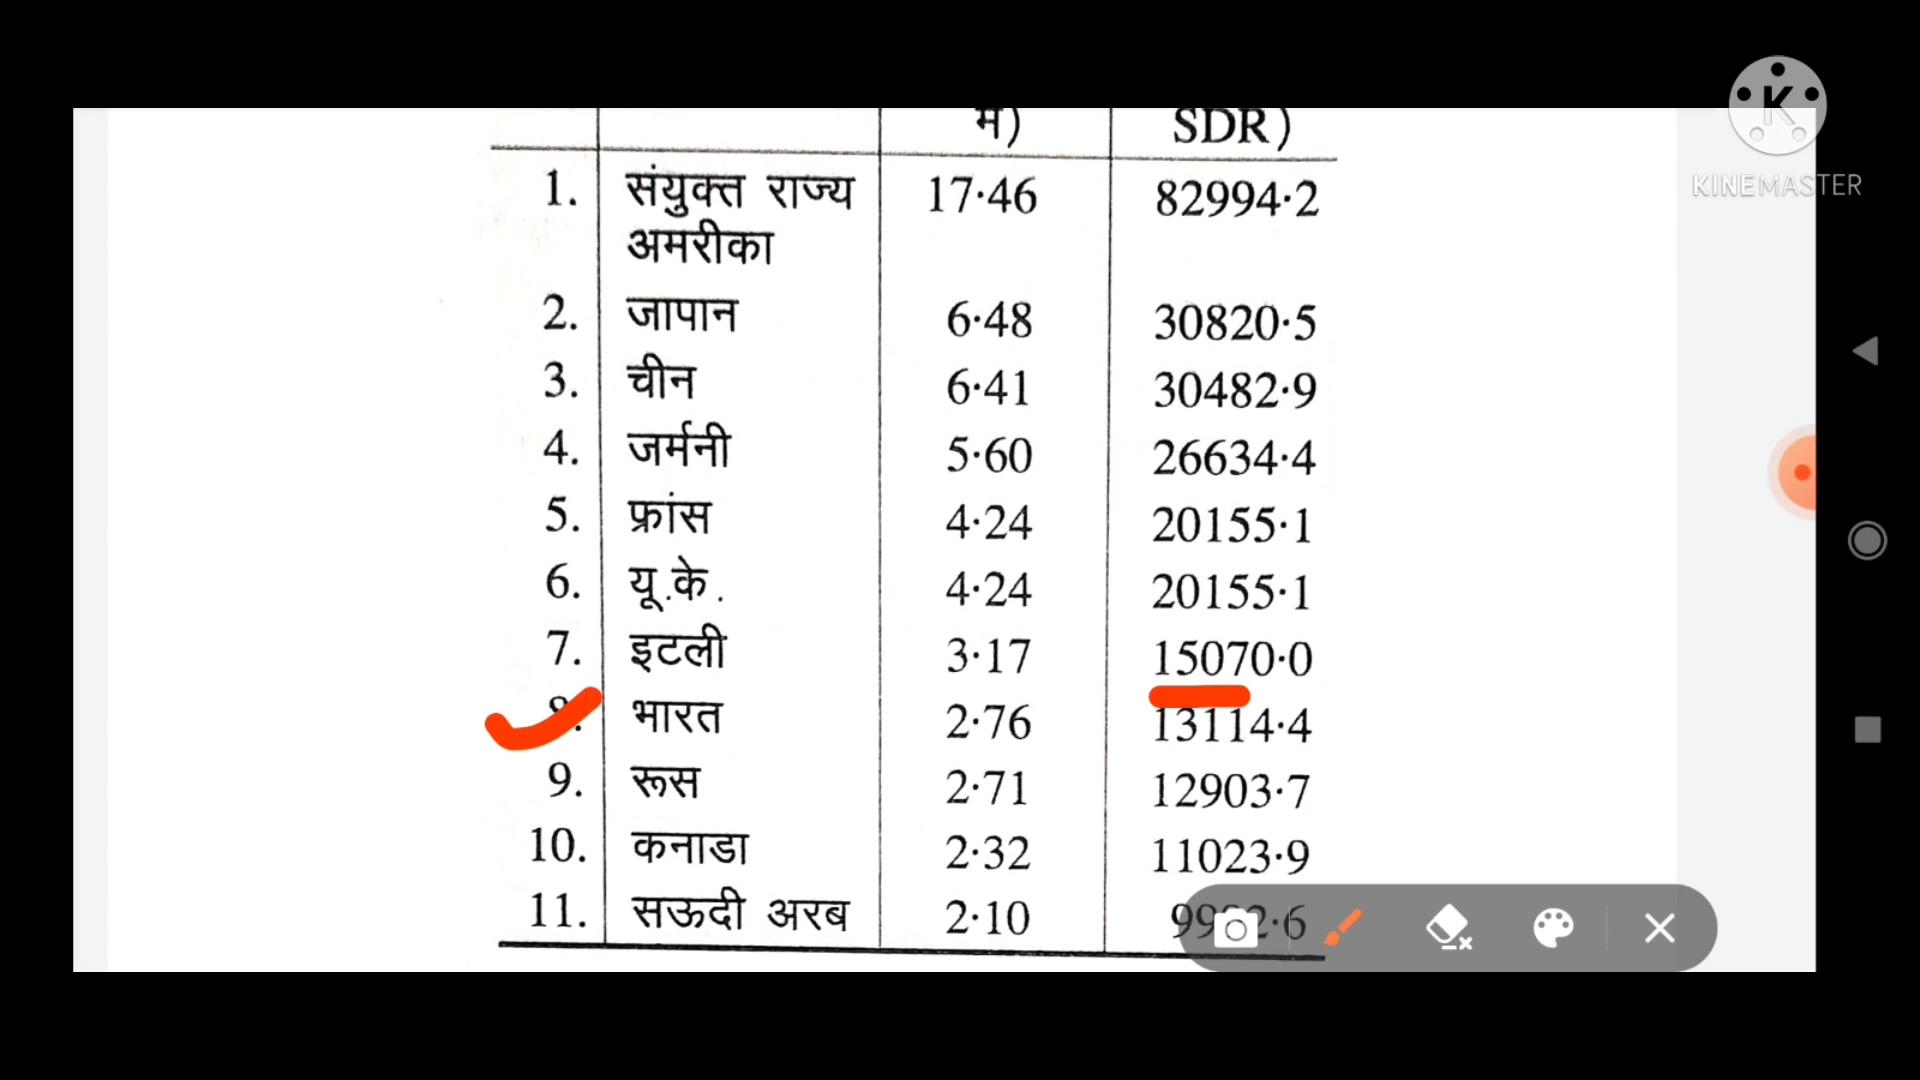 में) SDR)
KINEMASTER
1. संयुक्त राज्य 17·46 82994·2
अमरीका
2. जापान 6·48 30820·5
3. चीन 6·41 30482·9
4. जर्मनी 5·60 26634·4
5. फ्रांस 4·24 20155·1
6. यू.के. 4·24 20155·1
7. इटली 3·17 15070·0
8. भारत 2·76 13114·4
9. रूस 2·71 12903·7
10. कनाडा 2·32 11023·9
11. सऊदी अरब 2·10